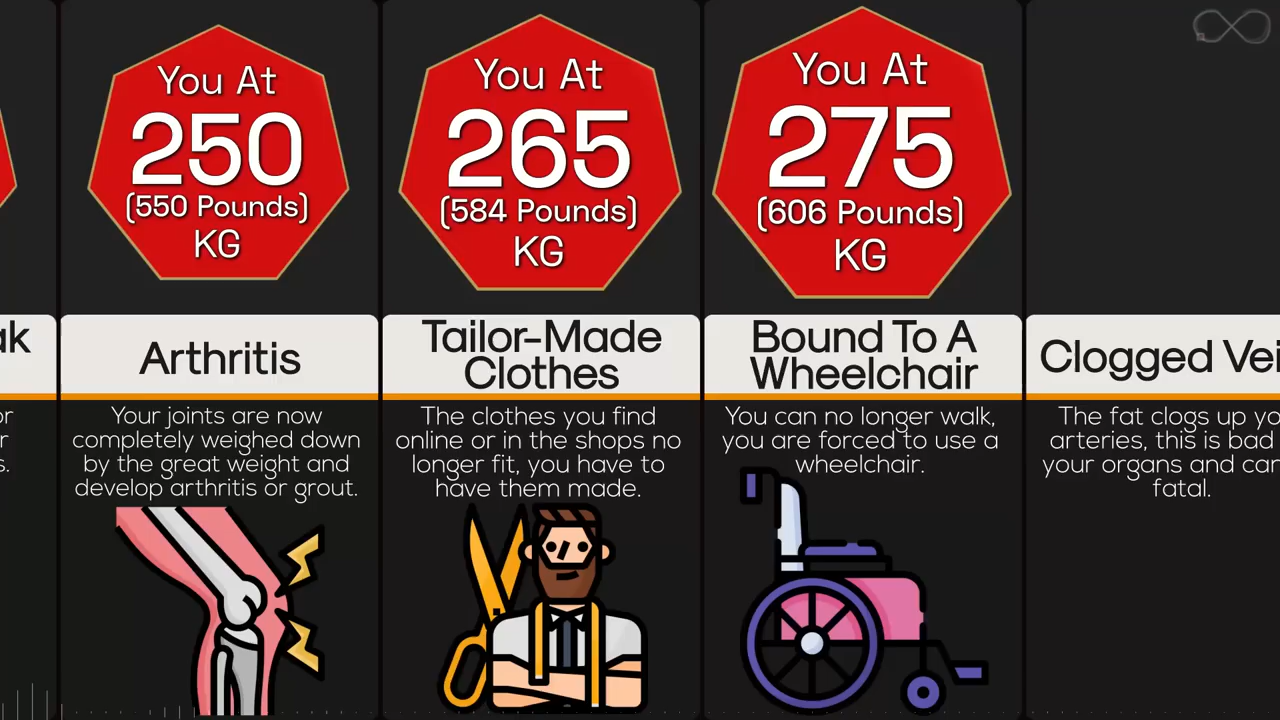 You At
250
(550 Pounds)
KG
You At
265
(584 Pounds)
KG
You At
275
(606 Pounds)
KG
Arthritis
Tailor-Made
Clothes
Bound To A
Wheelchair
Clogged
Your joints are now
completely weighed down
by the great weight and
develop arthritis or grout.
The clothes you find
online or in the shops no
longer fit, you have to
have them made.
You can no longer walk,
you are forced to use a
wheelchair.
The fat clogs up
arteries, this is bad
your organs and
fatal.